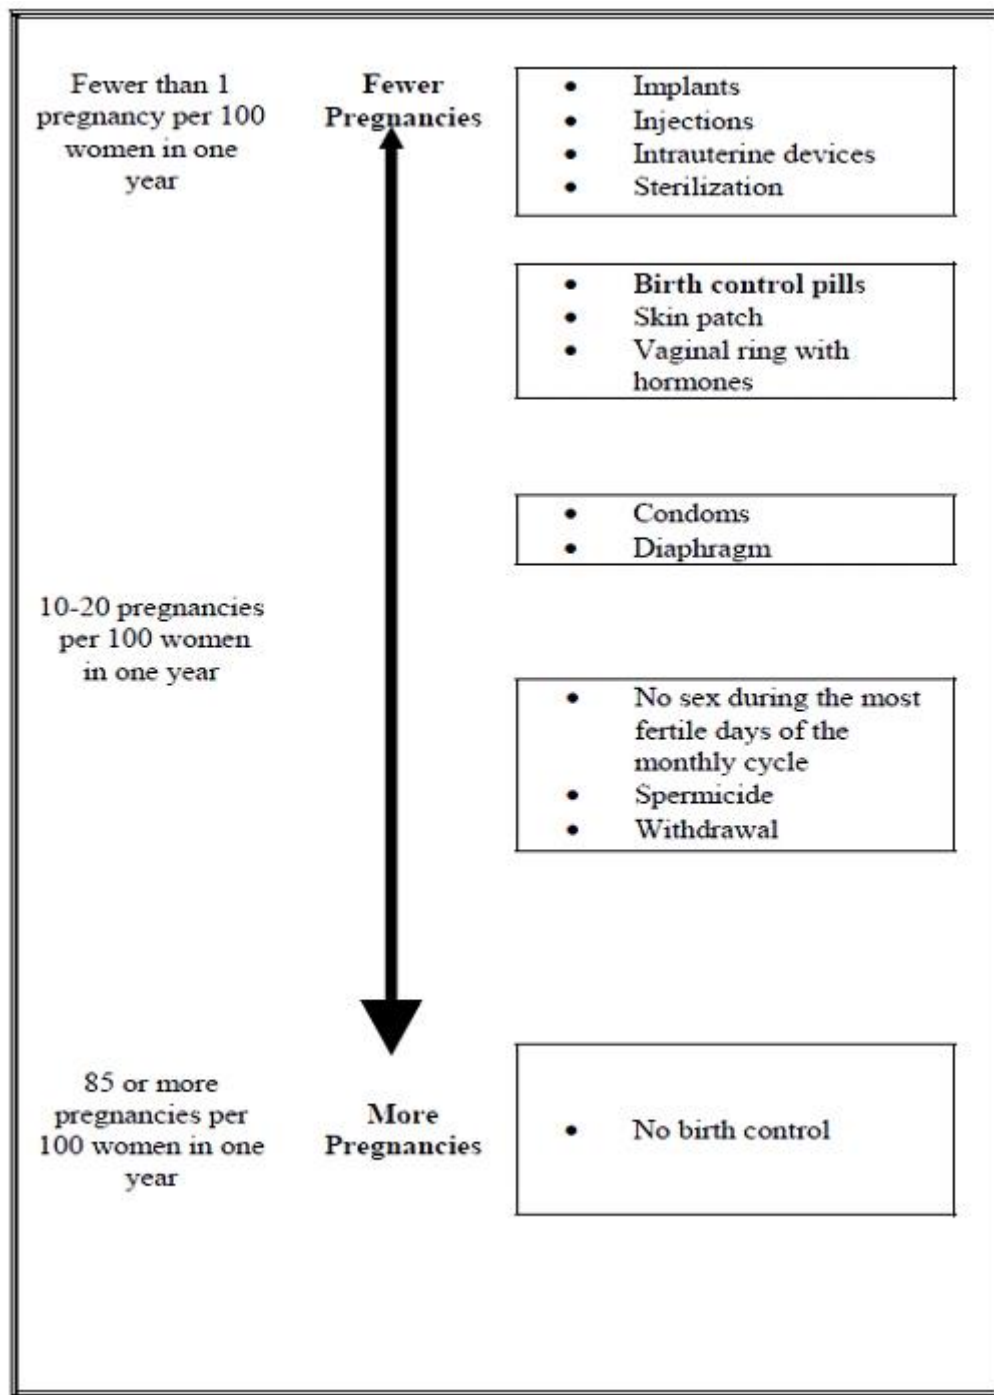 Fewer than 1
pregnancy per 100
women in one
year
Fewer
Pregnancies
• Implants
• Injections
• Intrauterine devices
• Sterilization
• Birth control pills
• Skin patch
• Vaginal ring with
hormones
• Condoms
• Diaphragm
10-20 pregnancies
per 100 women
in one year
• No sex during the most
fertile days of the
monthly cycle
• Spermicide
• Withdrawal
85 or more
pregnancies per
100 women in one
year
More
Pregnancies
• No birth control